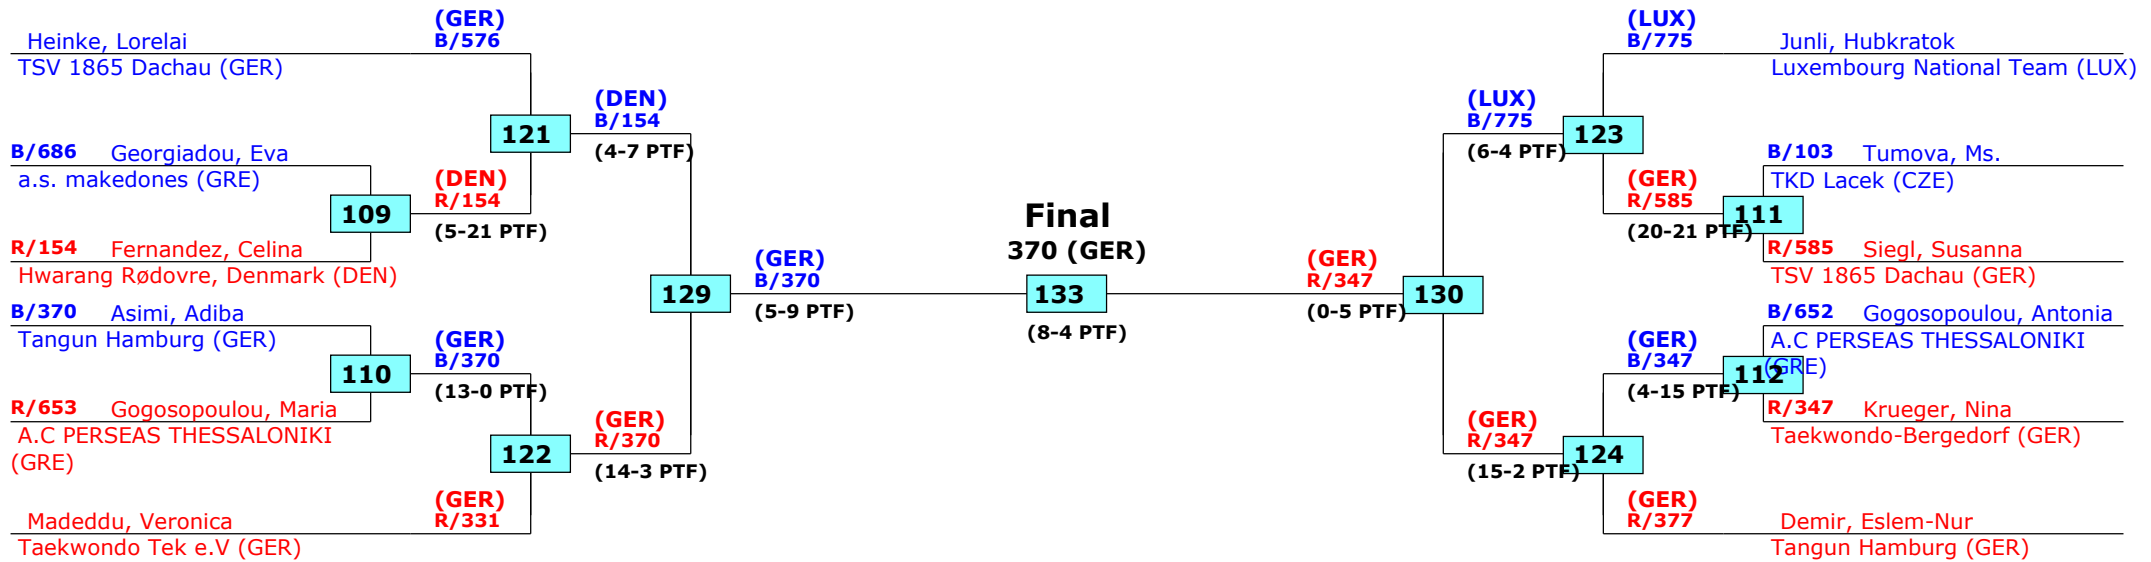 (GER)
B/576
Heinke, Lorelai
TSV 1865 Dachau (GER)
121
(DEN)
B/154
(4-7 PTF)
B/686 Georgiadou, Eva
a.s. makedones (GRE)
109
(DEN)
R/154
(5-21 PTF)
R/154 Fernandez, Celina
Hwarang Rødovre, Denmark (DEN)
129
(GER)
B/370
(5-9 PTF)
B/370 Asimi, Adiba
Tangun Hamburg (GER)
110
(GER)
B/370
(13-0 PTF)
R/653 Gogosopoulou, Maria
A.C PERSEAS THESSALONIKI
(GRE)
122
(GER)
R/370
(14-3 PTF)
(GER)
R/331
Madeddu, Veronica
Taekwondo Tek e.V (GER)
Final
370 (GER)
133
(8-4 PTF)
(LUX)
B/775
Junli, Hubkratok
Luxembourg National Team (LUX)
(LUX)
B/775
123
(6-4 PTF)
B/103 Tumova, Ms.
TKD Lacek (CZE)
(GER)
R/585
111
(20-21 PTF)
R/585 Siegl, Susanna
TSV 1865 Dachau (GER)
(GER)
R/347
130
(0-5 PTF)
B/652 Gogosopoulou, Antonia
A.C PERSEAS THESSALONIKI
(GRE)
(GER)
B/347
112
(4-15 PTF)
R/347 Krueger, Nina
Taekwondo-Bergedorf (GER)
(GER)
R/347
124
(15-2 PTF)
(GER)
R/377
Demir, Eslem-Nur
Tangun Hamburg (GER)